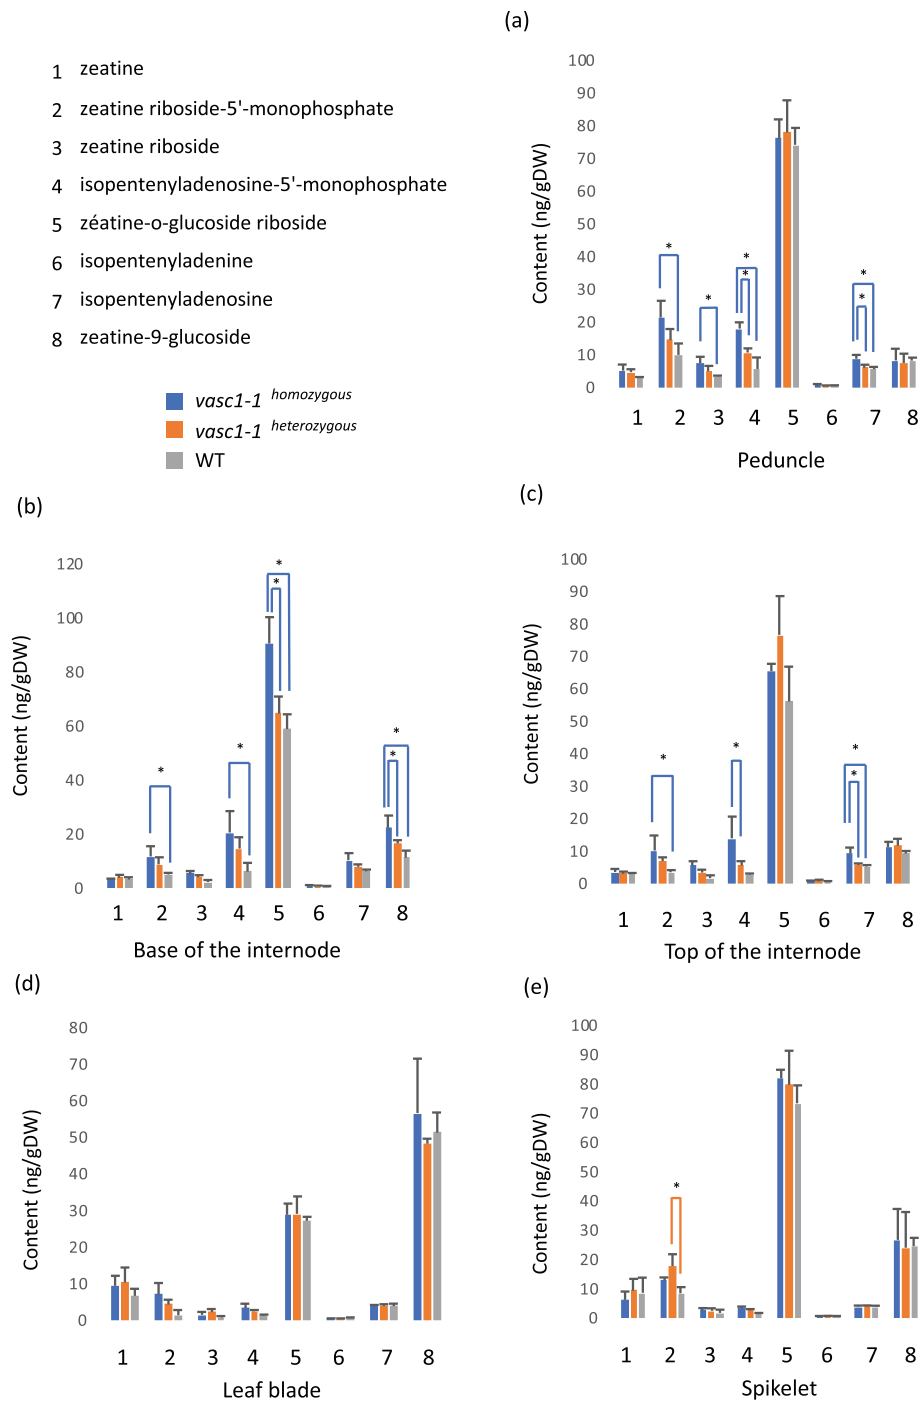 (a)
1 zeatine
2 zeatine riboside-5'-monophosphate
3 zeatine riboside
4 isopentenyladenosine-5'-monophosphate
5 zéatine-o-glucoside riboside
6 isopentenyladenine
7 isopentenyladenosine
8 zeatine-9-glucoside
vasc1-1 homozygous
vasc1-1 heterozygous
WT
Content (ng/gDW)
100
90
80
70
60
50
40
30
20
10
0
* * * * * *
1 2 3 4 5 6 7 8
Peduncle
(b)
Content (ng/gDW)
120
100
80
60
40
20
0
* * * * * *
1 2 3 4 5 6 7 8
Base of the internode
(c)
Content (ng/gDW)
100
90
80
70
60
50
40
30
20
10
0
* * * *
1 2 3 4 5 6 7 8
Top of the internode
(d)
Content (ng/gDW)
80
70
60
50
40
30
20
10
0
1 2 3 4 5 6 7 8
Leaf blade
(e)
Content (ng/gDW)
100
90
80
70
60
50
40
30
20
10
0
*
1 2 3 4 5 6 7 8
Spikelet